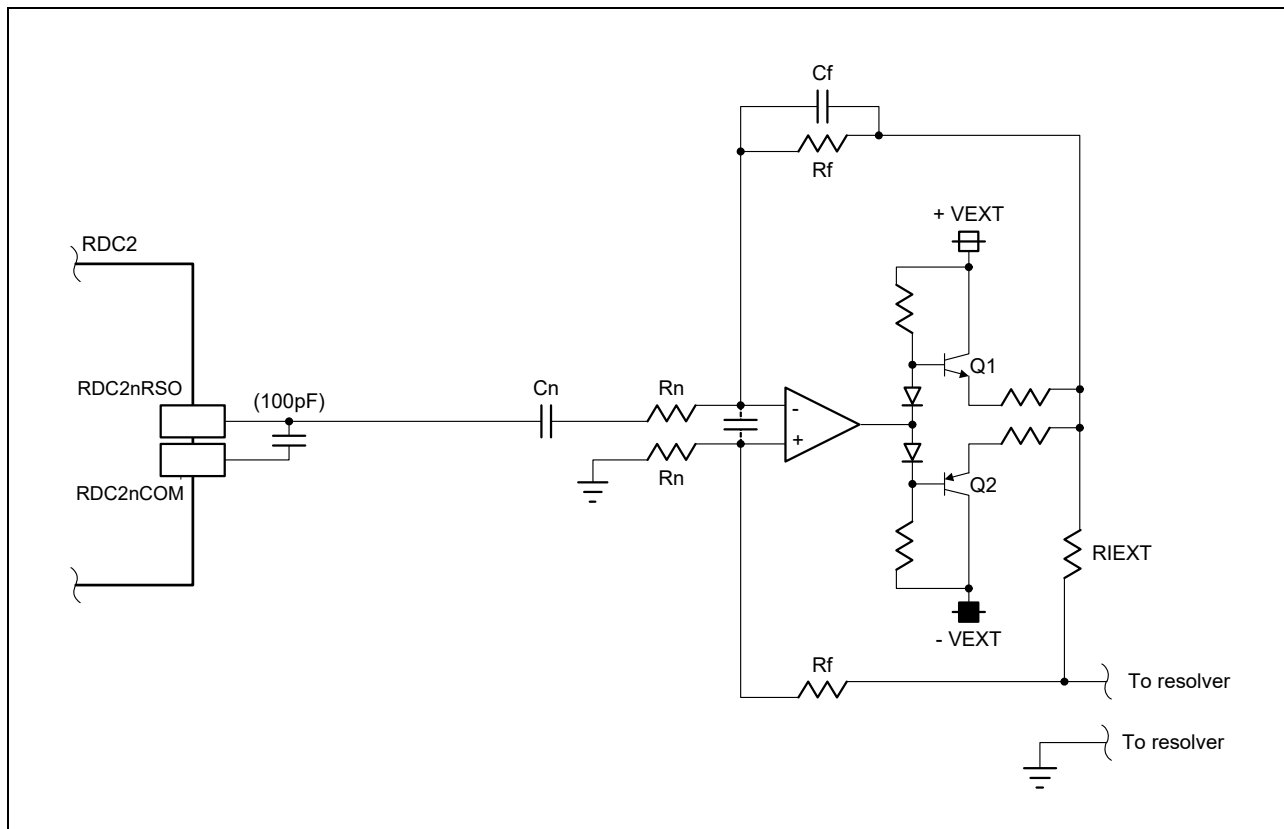 Cf
Rf
+ VEXT
RDC2
Q1
RDC2nRSO
(100pF)
Cn
Rn
-
+
Rn
RDC2nCOM
Q2
RIEXT
- VEXT
Rf
To resolver
To resolver